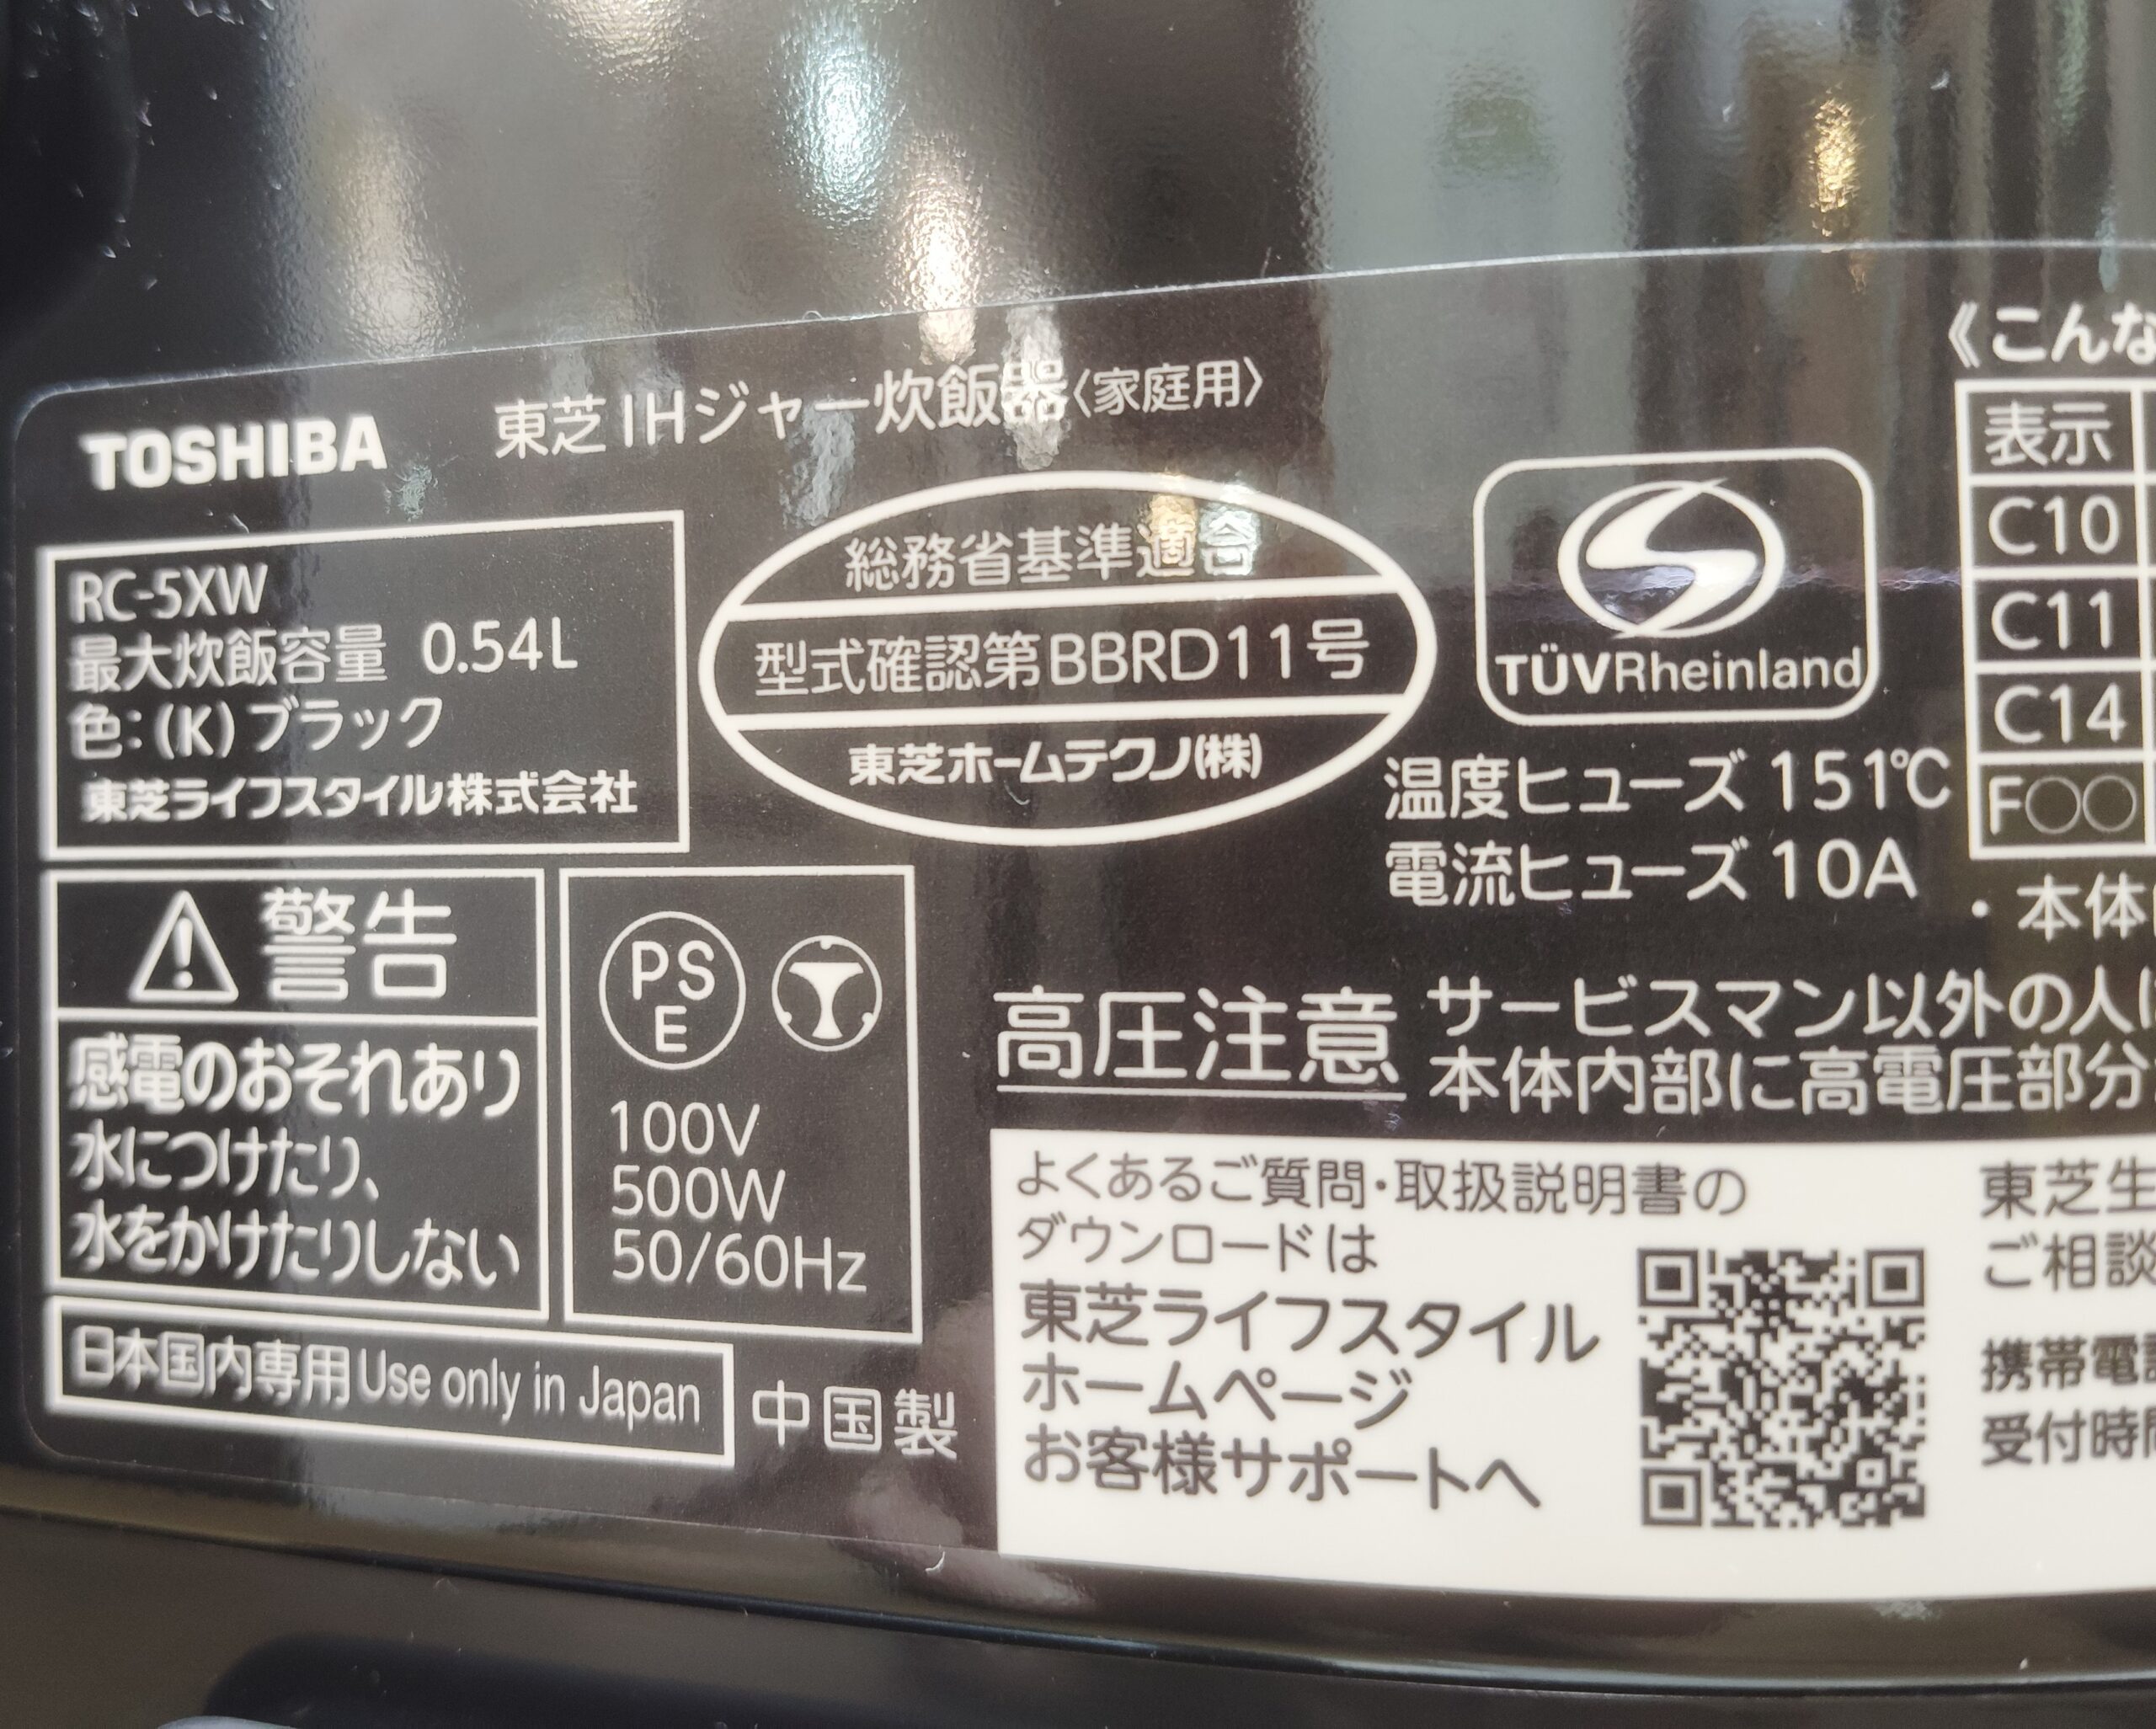 TOSHIBA 東芝IHジャー炊飯器〈家庭用〉
RC-5XW
最大炊飯容量 0.54L
色:(K)ブラック
東芝ライフスタイル株式会社
総務省基準適合
型式確認第BBRD11号
東芝ホームテクノ(株)
TÜVRheinland
温度ヒューズ 151℃
電流ヒューズ 10A
《こんな
表示
C10
C11
C14
F○○
・本体
警告
感電のおそれあり
水につけたり、
水をかけたりしない
PS
E
T
100V
500W
50/60Hz
日本国内専用 Use only in Japan
中国製
高圧注意
サービスマン以外の人
本体内部に高電圧部分
よくあるご質問・取扱説明書の
ダウンロードは
東芝ライフスタイル
ホームページ
お客様サポートへ
東芝生
ご相談
携帯電話
受付時間